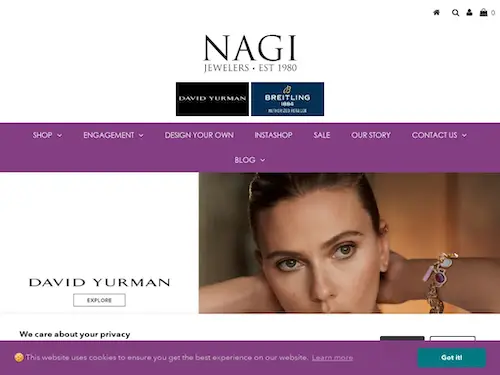 0
NAGI
JEWELERS • EST 1980
DAVID YURMAN
BREITLING
1884
AUTHORIZED RETAILER
SHOP ENGAGEMENT DESIGN YOUR OWN INSTASHOP SALE OUR STORY CONTACT US
BLOG
DAVID YURMAN
EXPLORE
We care about your privacy
This website uses cookies to ensure you get the best experience on our website. Learn more
Got it!